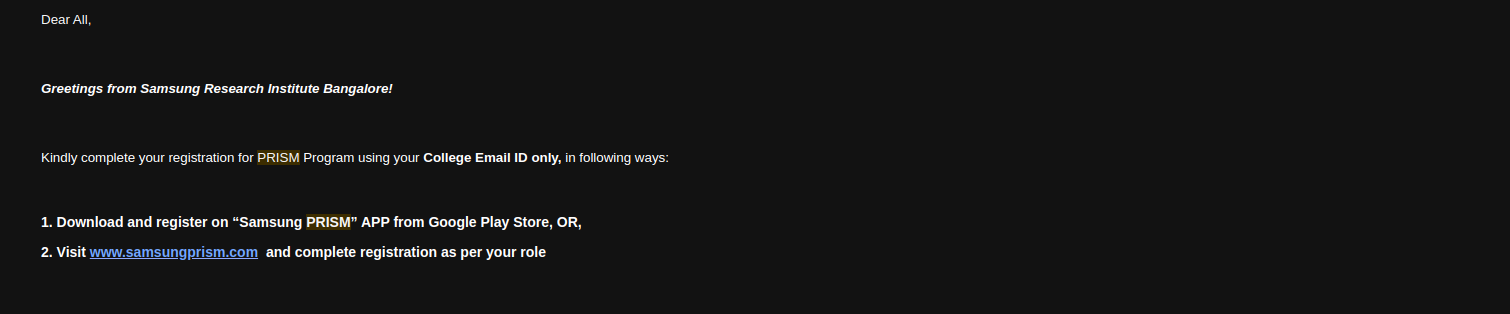 Dear All,
Greetings from Samsung Research Institute Bangalore!
Kindly complete your registration for PRISM Program using your College Email ID only, in following ways:
1. Download and register on “Samsung PRISM” APP from Google Play Store, OR,
2. Visit www.samsungprism.com  and complete registration as per your role